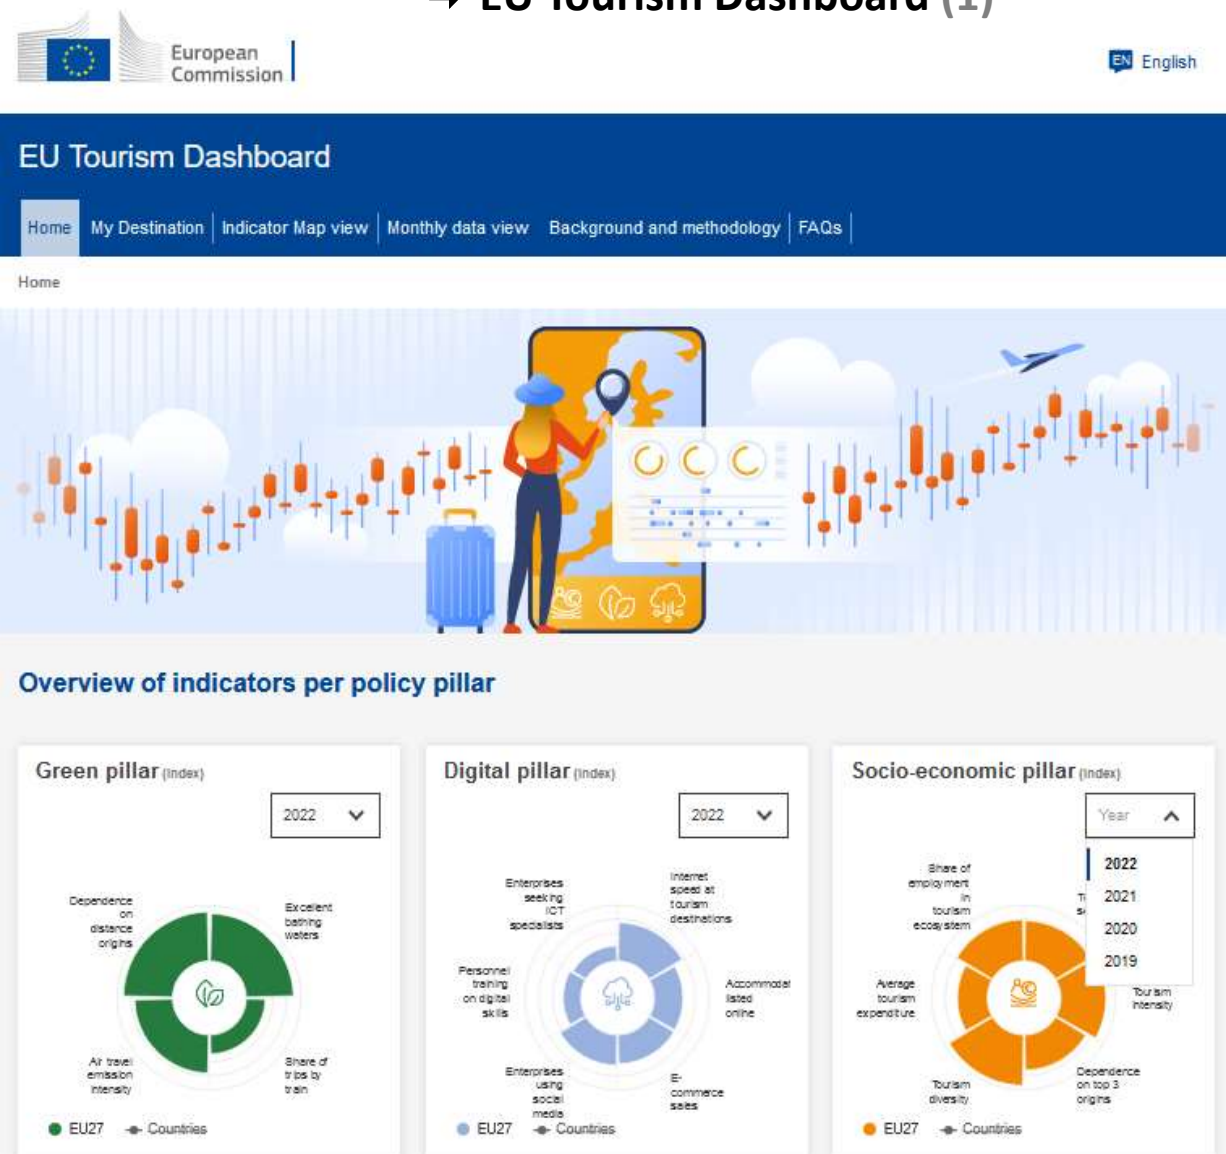 → EU Tourism Dashboard (1)
European
Commission
EN English
EU Tourism Dashboard
Home My Destination Indicator Map view Monthly data view Background and methodology FAQs
Home
Overview of indicators per policy pillar
Green pillar (Index)
2022
Dependence
on
distance
origins
Excellent
bathing
waters
Air travel
emission
intensity
Share of
trips by
train
EU27 Countries
Digital pillar (Index)
2022
Enterprises
seeking
ICT
specialists
Internet
speed at
tourism
destinations
Personnel
training
on digital
skills
Accommodat
listed
online
Enterprises
using
social
media
E-
commerce
sales
EU27 Countries
Socio-economic pillar (Index)
Year
2022
2021
2020
2019
Share of
employment
in
tourism
ecosystem
Average
tourism
expenditure
Tourism
intensity
Tourism
diversity
Dependence
on top 3
origins
EU27 Countries